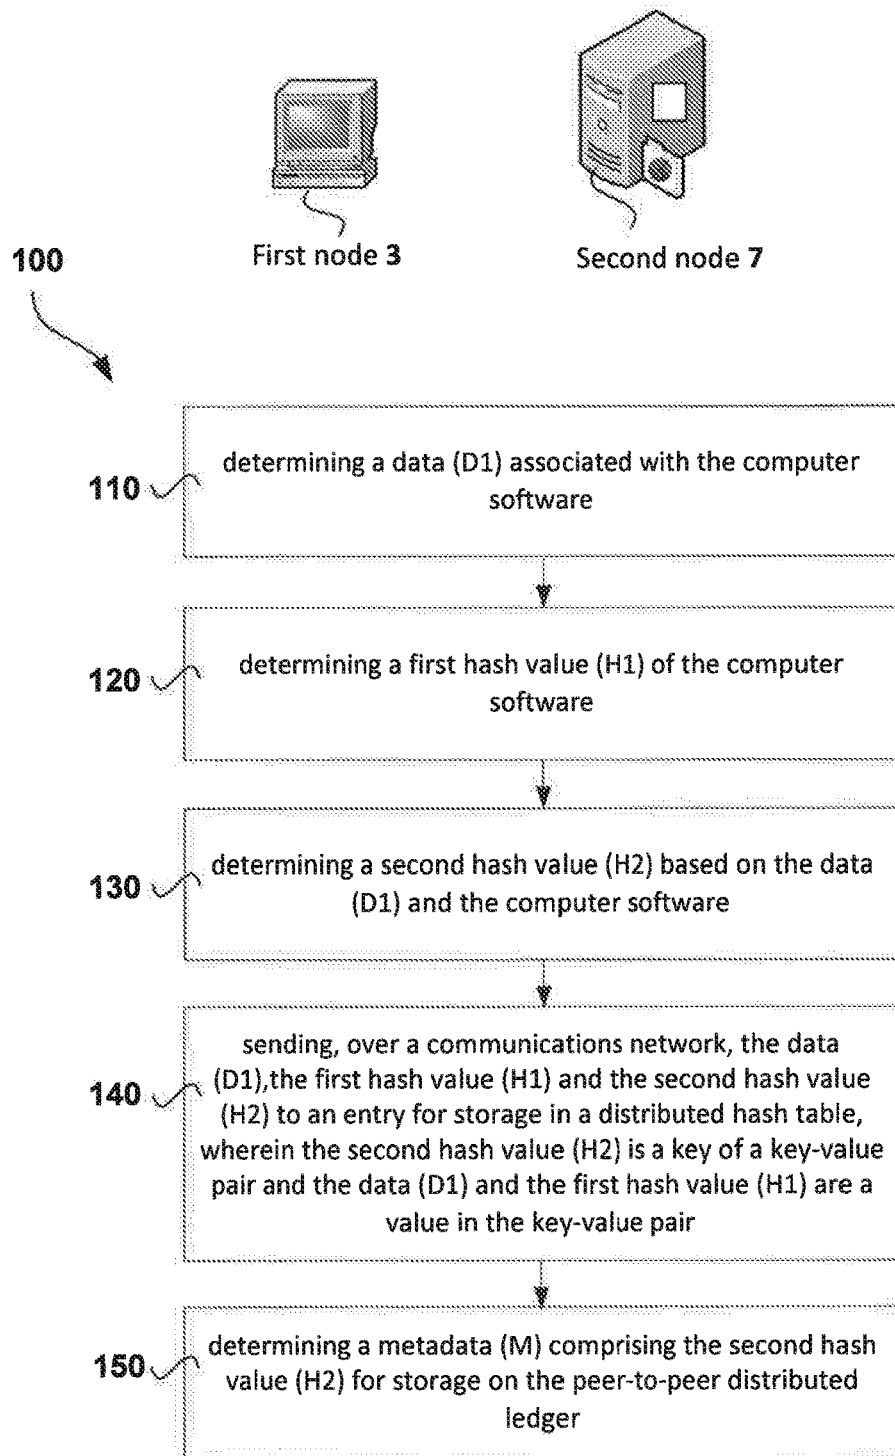 First node 3
Second node 7
100
110
determining a data (D1) associated with the computer
software
120
determining a first hash value (H1) of the computer
software
130
determining a second hash value (H2) based on the data
(D1) and the computer software
140
sending, over a communications network, the data
(D1),the first hash value (H1) and the second hash value
(H2) to an entry for storage in a distributed hash table,
wherein the second hash value (H2) is a key of a key-value
pair and the data (D1) and the first hash value (H1) are a
value in the key-value pair
150
determining a metadata (M) comprising the second hash
value (H2) for storage on the peer-to-peer distributed
ledger